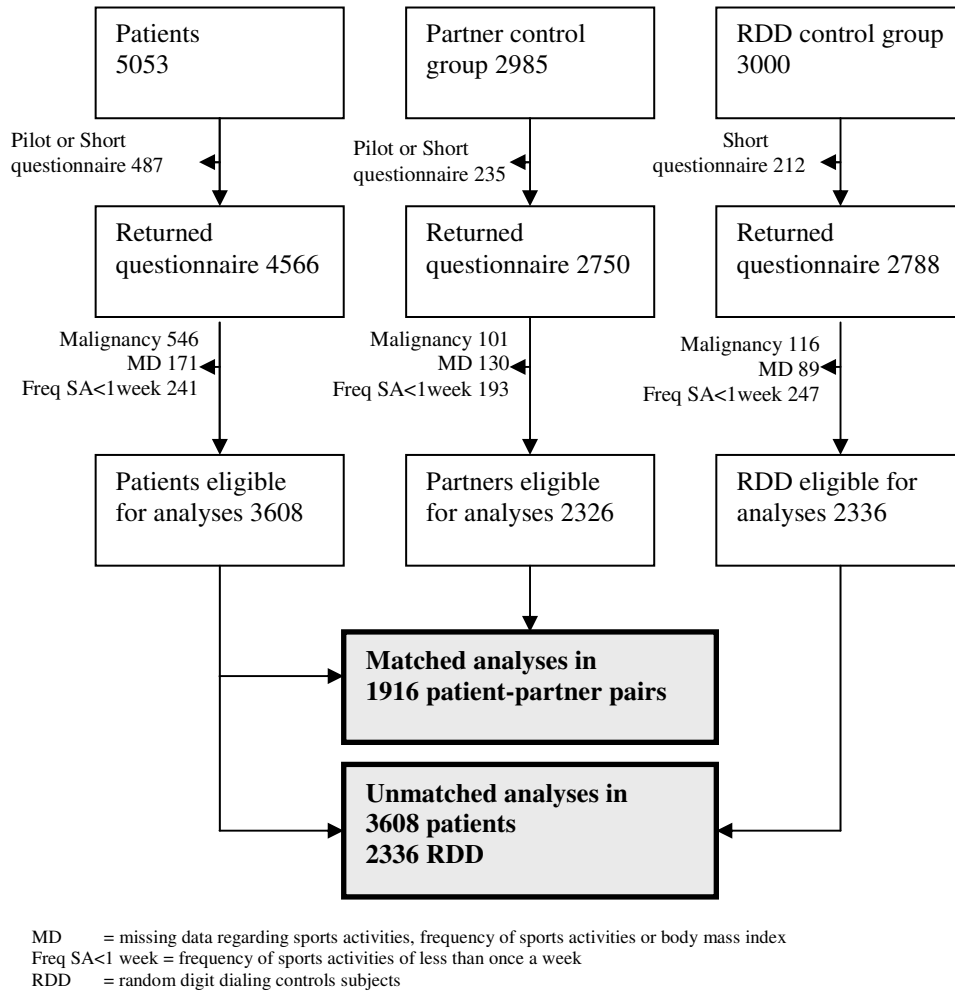 Patients
5053
Partner control
group 2985
RDD control group
3000
Pilot or Short
questionnaire 487
Pilot or Short
questionnaire 235
Short
questionnaire 212
Returned
questionnaire 4566
Returned
questionnaire 2750
Returned
questionnaire 2788
Malignancy 546
MD 171
Freq SA<1week 241
Malignancy 101
MD 130
Freq SA<1week 193
Malignancy 116
MD 89
Freq SA<1week 247
Patients eligible
for analyses 3608
Partners eligible
for analyses 2326
RDD eligible for
analyses 2336
Matched analyses in
1916 patient-partner pairs
Unmatched analyses in
3608 patients
2336 RDD
MD = missing data regarding sports activities, frequency of sports activities or body mass index
Freq SA<1 week = frequency of sports activities of less than once a week
RDD = random digit dialing controls subjects